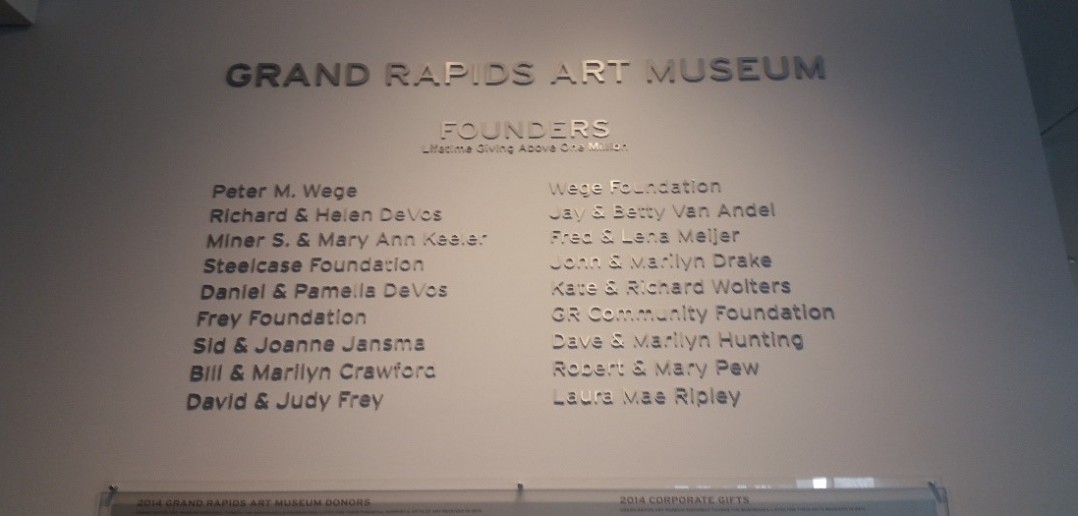 GRAND RAPIDS ART MUSEUM
FOUNDERS
Lifetime Giving Above One Million
Peter M. Wege
Richard & Helen DeVos
Miner S. & Mary Ann Keeler
Steelcase Foundation
Daniel & Pamella DeVos
Frey Foundation
Sid & Joanne Jansma
Bill & Marilyn Crawford
David & Judy Frey
Wege Foundation
Jay & Betty Van Andel
Fred & Lena Meijer
John & Marilyn Drake
Kate & Richard Wolters
GR Community Foundation
Dave & Marilyn Hunting
Robert & Mary Pew
Laura Mae Ripley
2014 GRAND RAPIDS ART MUSEUM DONORS
2014 CORPORATE GIFTS